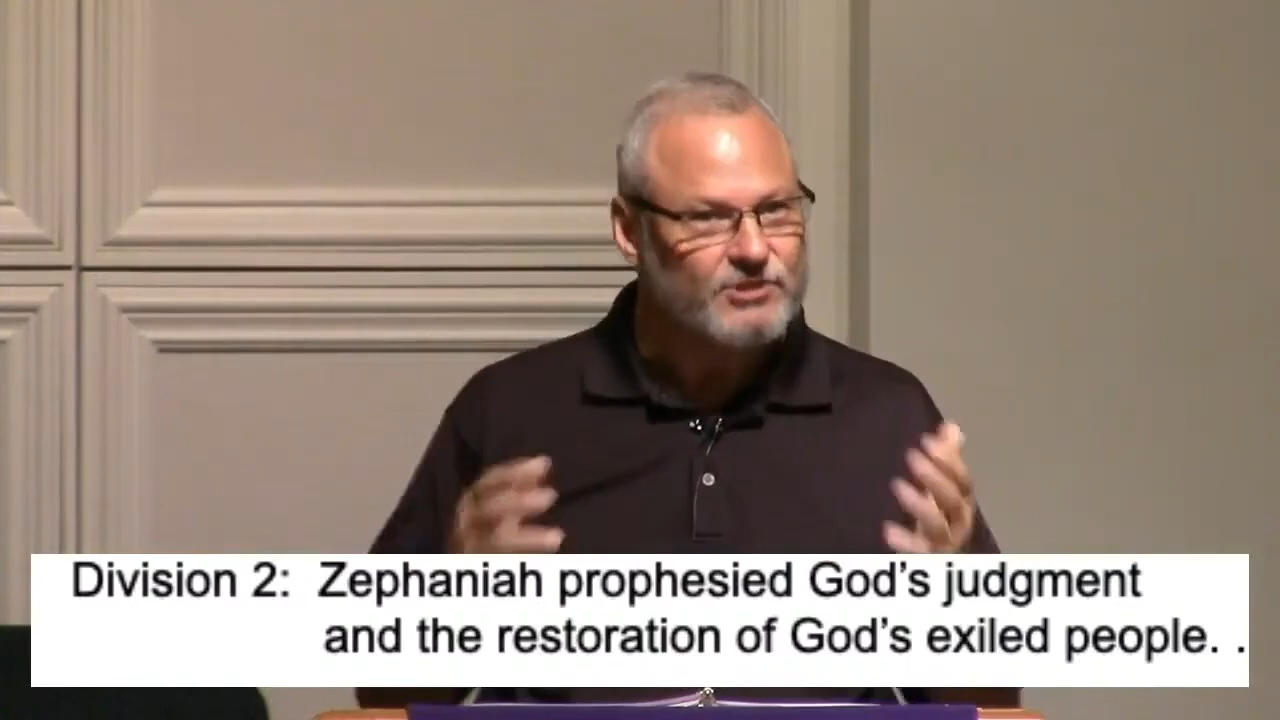 Division 2: Zephaniah prophesied God's judgment
and the restoration of God's exiled people. .